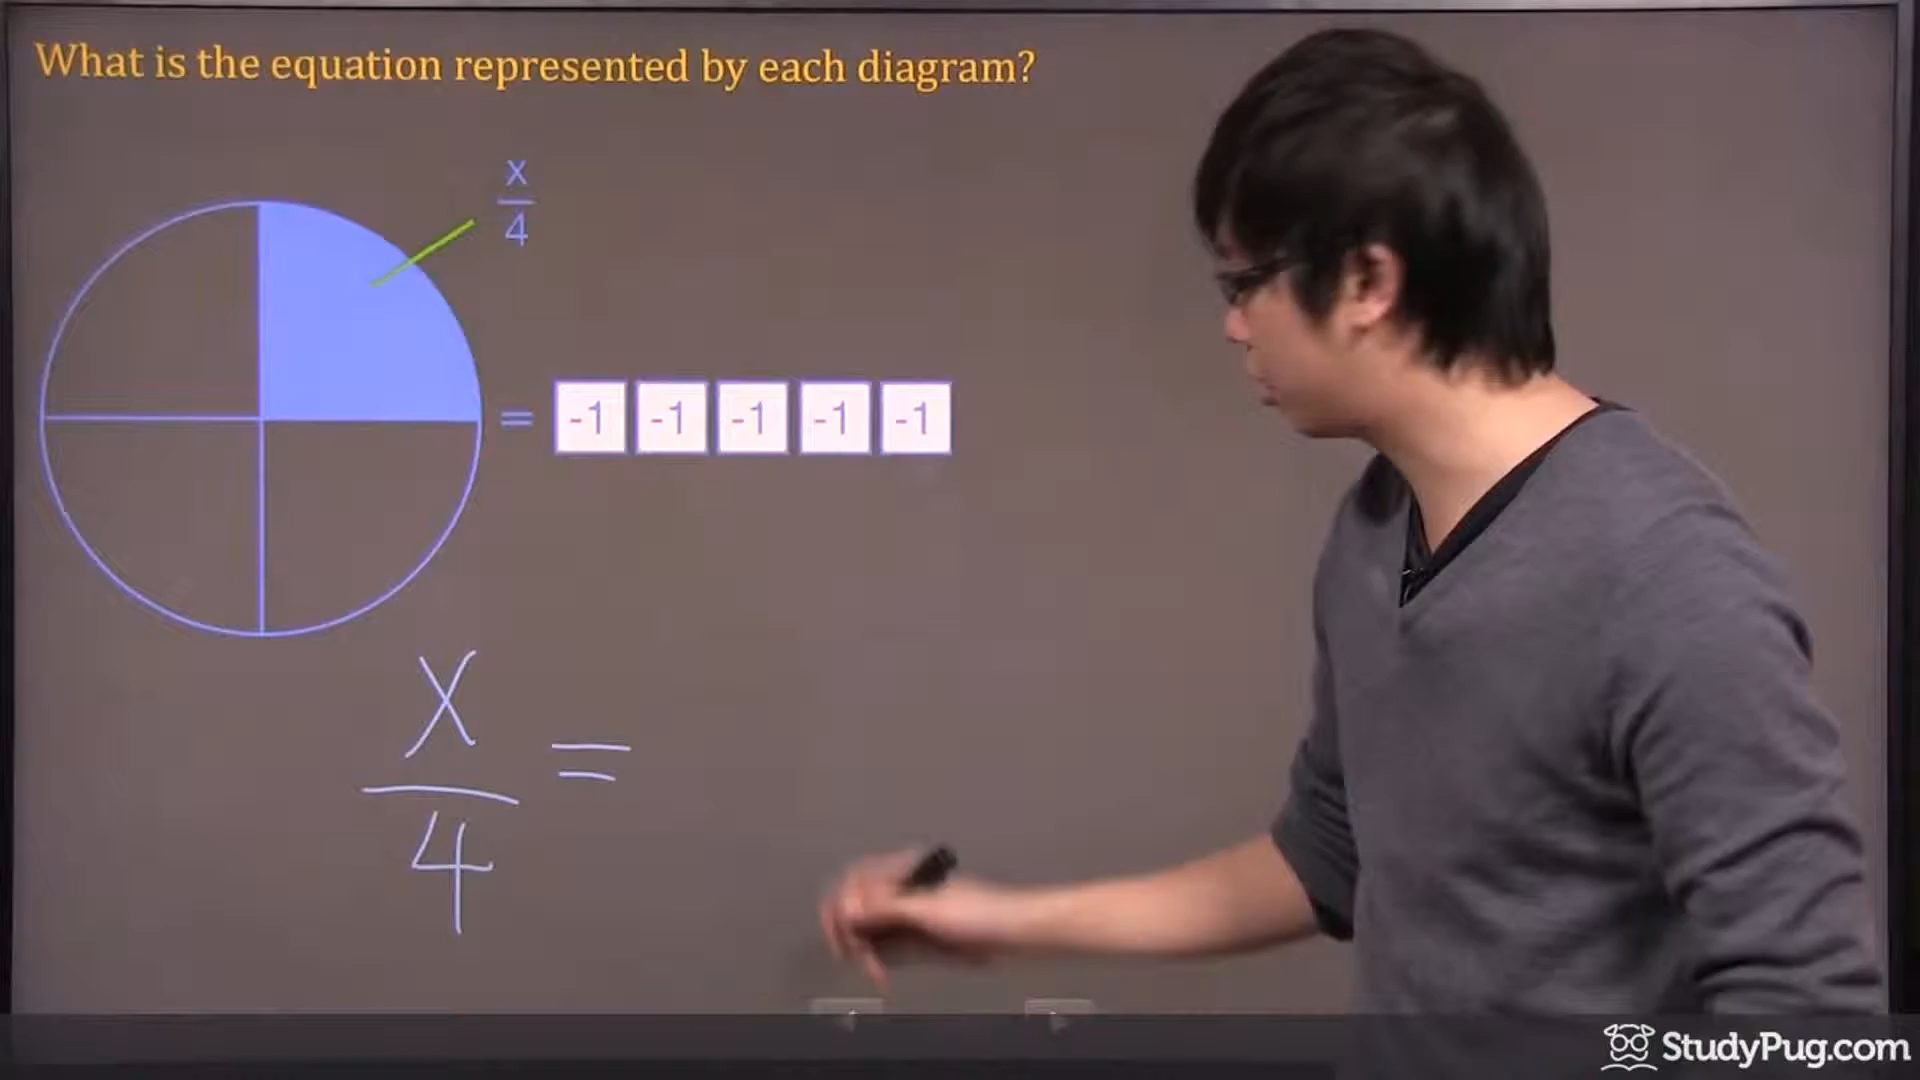 What is the equation represented by each diagram?
x
4
= -1 -1 -1 -1 -1
X
4 =
StudyPug.com